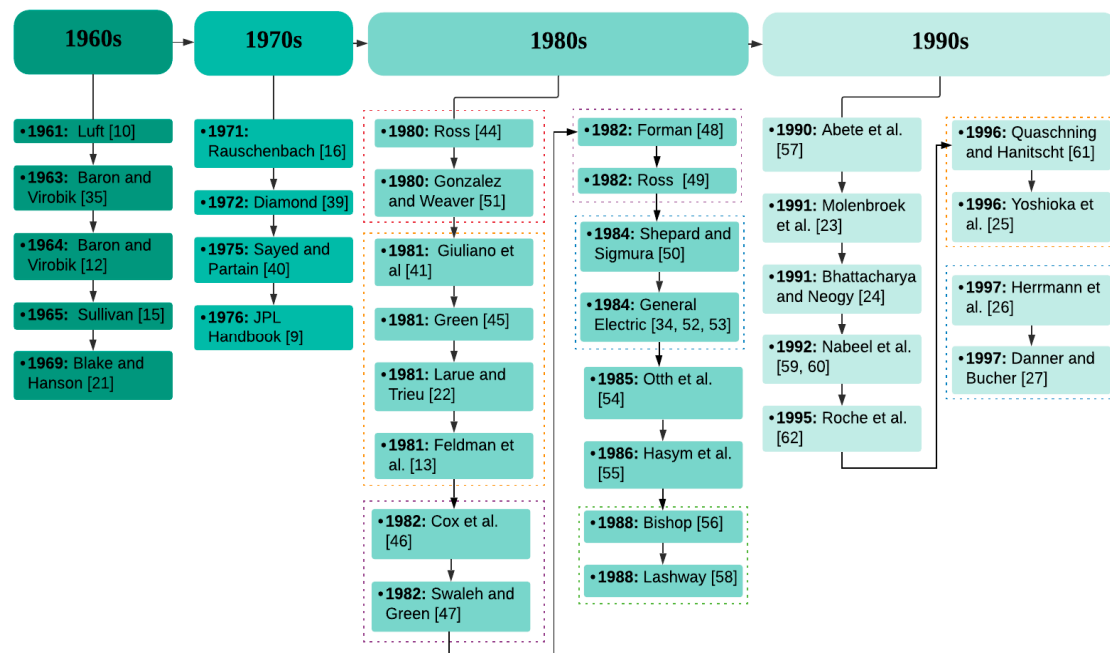 1960s
1970s
1980s
1990s
•1961: Luft [10]
•1963: Baron and
Virobik [35]
•1964: Baron and
Virobik [12]
•1965: Sullivan [15]
•1969: Blake and
Hanson [21]
•1971:
Rauschenbach [16]
•1972: Diamond [39]
•1975: Sayed and
Partain [40]
•1976: JPL
Handbook [9]
•1980: Ross [44]
•1980: Gonzalez
and Weaver [51]
•1981: Giuliano et
al [41]
•1981: Green [45]
•1981: Larue and
Trieu [22]
•1981: Feldman et
al. [13]
•1982: Cox et al.
[46]
•1982: Swaleh and
Green [47]
•1982: Forman [48]
•1982: Ross [49]
•1984: Shepard and
Sigmura [50]
•1984: General
Electric [34, 52, 53]
•1985: Otth et al.
[54]
•1986: Hasym et al.
[55]
•1988: Bishop [56]
•1988: Lashway [58]
•1990: Abete et al.
[57]
•1991: Molenbroek et
al. [23]
•1991: Bhattacharya
and Neogy [24]
•1992: Nabeel et al.
[59, 60]
•1995: Roche et al.
[62]
•1996: Quaschning
and Hanitscht [61]
•1996: Yoshioka et
al. [25]
•1997: Herrmann et
al. [26]
•1997: Danner and
Bucher [27]